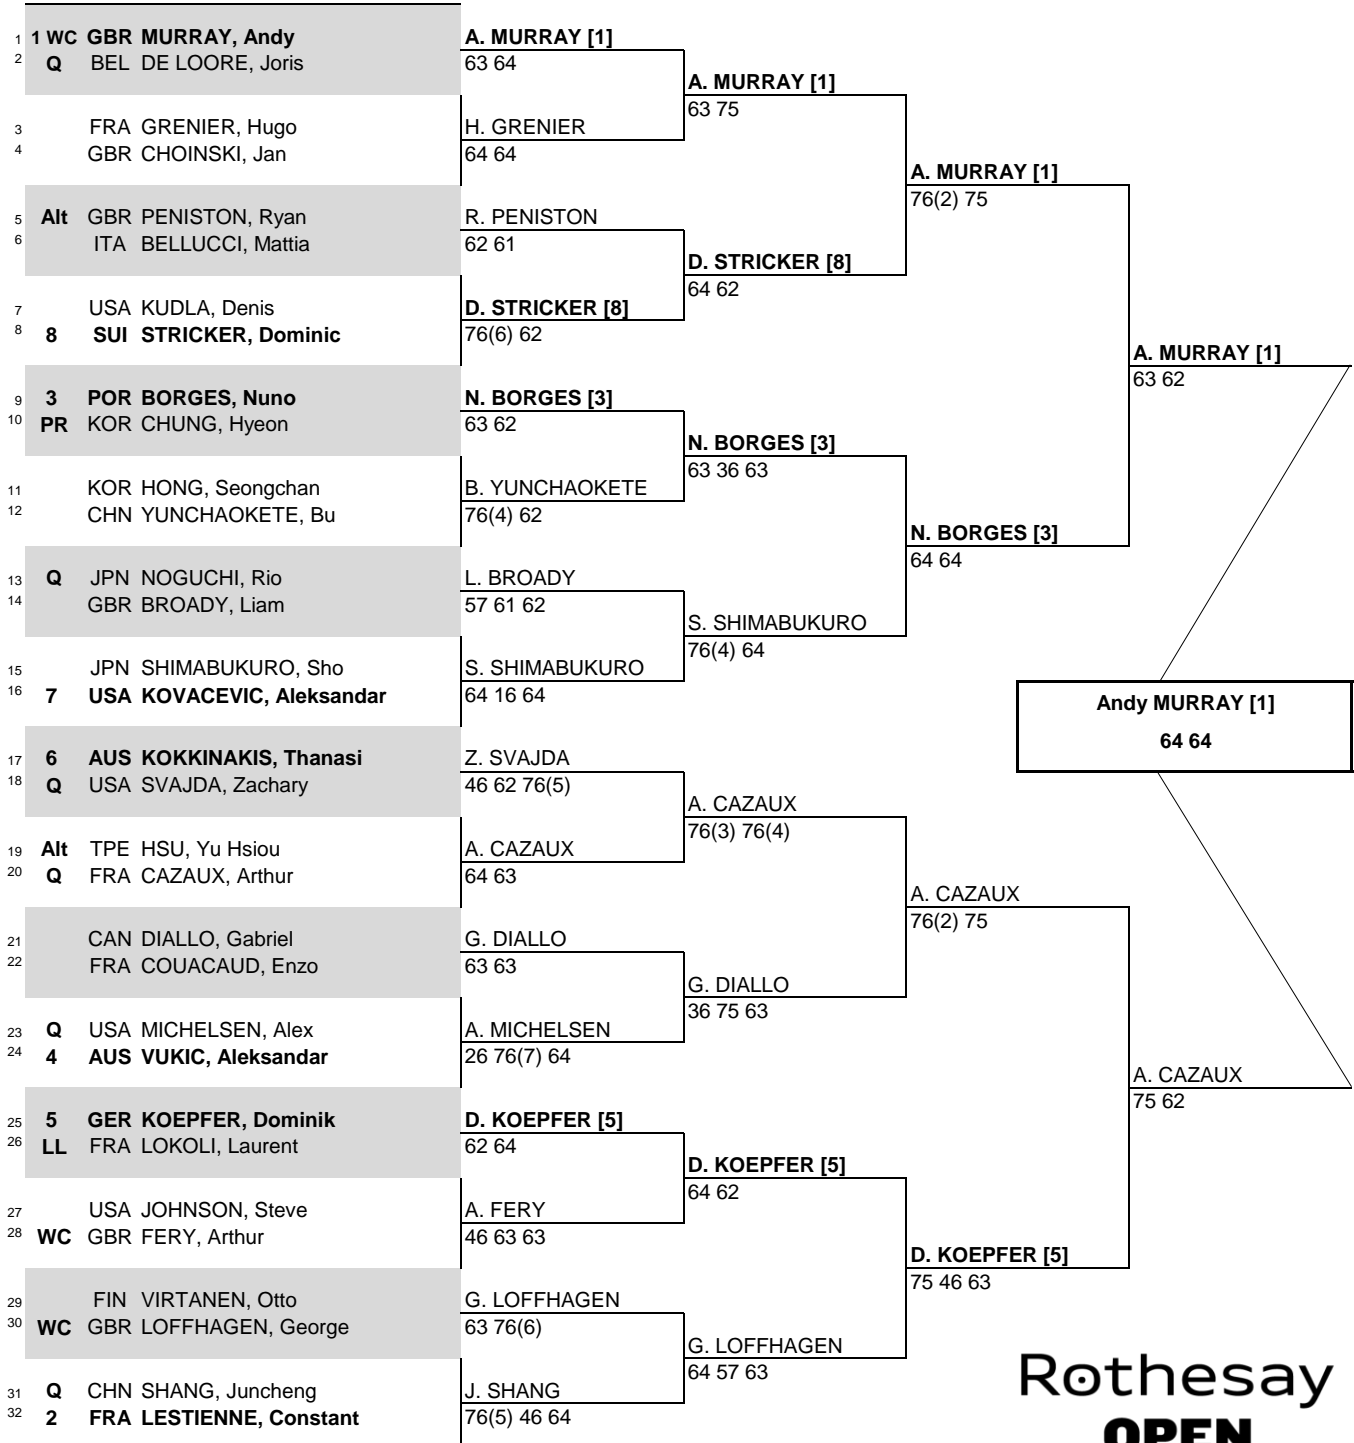 1 1 WC GBR MURRAY, Andy
2 Q BEL DE LOORE, Joris
3 FRA GRENIER, Hugo
4 GBR CHOINSKI, Jan
5 Alt GBR PENISTON, Ryan
6 ITA BELLUCCI, Mattia
7 USA KUDLA, Denis
8 8 SUI STRICKER, Dominic
9 3 POR BORGES, Nuno
10 PR KOR CHUNG, Hyeon
11 KOR HONG, Seongchan
12 CHN YUNCHAOKETE, Bu
13 Q JPN NOGUCHI, Rio
14 GBR BROADY, Liam
15 JPN SHIMABUKURO, Sho
16 7 USA KOVACEVIC, Aleksandar
17 6 AUS KOKKINAKIS, Thanasi
18 Q USA SVAJDA, Zachary
19 Alt TPE HSU, Yu Hsiou
20 Q FRA CAZAUX, Arthur
21 CAN DIALLO, Gabriel
22 FRA COUACAUD, Enzo
23 Q USA MICHELSEN, Alex
24 4 AUS VUKIC, Aleksandar
25 5 GER KOEPFER, Dominik
26 LL FRA LOKOLI, Laurent
27 USA JOHNSON, Steve
28 WC GBR FERY, Arthur
29 FIN VIRTANEN, Otto
30 WC GBR LOFFHAGEN, George
31 Q CHN SHANG, Juncheng
32 2 FRA LESTIENNE, Constant
A. MURRAY [1]
63 64
H. GRENIER
64 64
R. PENISTON
62 61
D. STRICKER [8]
76(6) 62
N. BORGES [3]
63 62
B. YUNCHAOKETE
76(4) 62
L. BROADY
57 61 62
S. SHIMABUKURO
64 16 64
Z. SVAJDA
46 62 76(5)
A. CAZAUX
64 63
G. DIALLO
63 63
A. MICHELSEN
26 76(7) 64
D. KOEPFER [5]
62 64
A. FERY
46 63 63
G. LOFFHAGEN
63 76(6)
J. SHANG
76(5) 46 64
A. MURRAY [1]
63 75
D. STRICKER [8]
64 62
N. BORGES [3]
63 36 63
S. SHIMABUKURO
76(4) 64
A. CAZAUX
76(3) 76(4)
G. DIALLO
36 75 63
D. KOEPFER [5]
64 62
G. LOFFHAGEN
64 57 63
A. MURRAY [1]
76(2) 75
N. BORGES [3]
64 64
A. CAZAUX
76(2) 75
D. KOEPFER [5]
75 46 63
A. MURRAY [1]
63 62
A. CAZAUX
75 62
Andy MURRAY [1]
64 64
Rothesay
OPEN